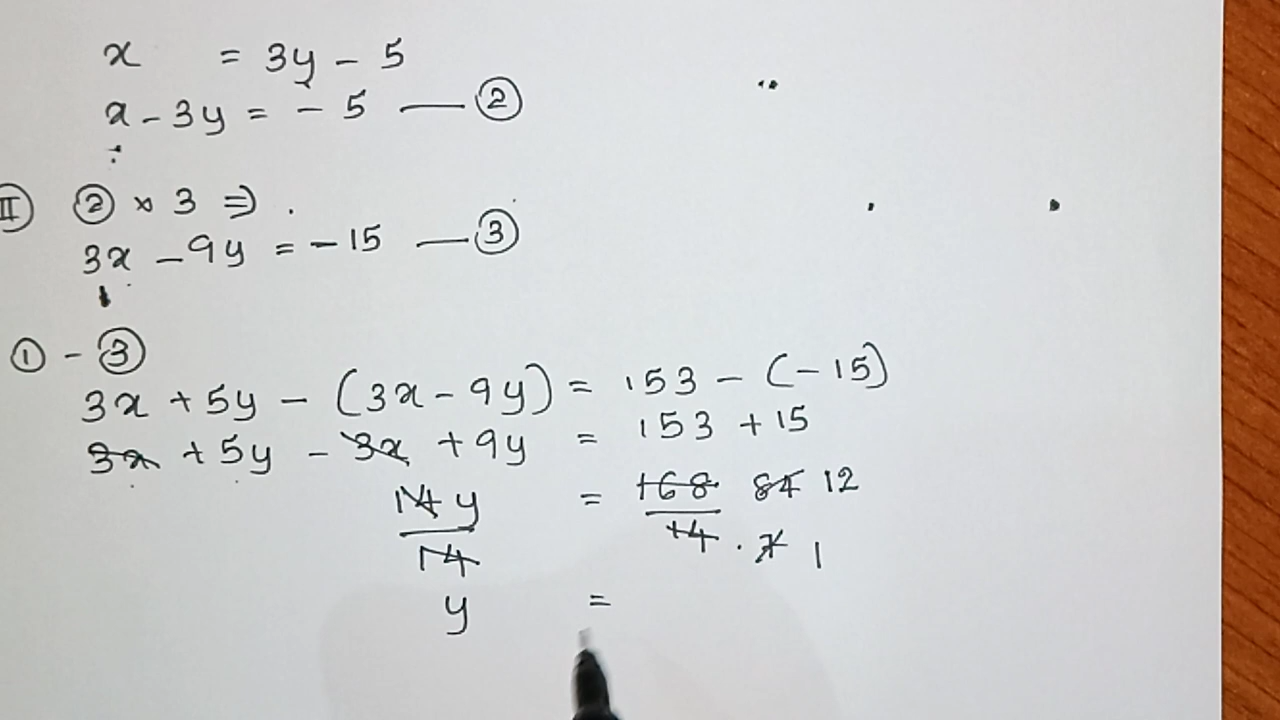 x = 3y - 5
x - 3y = - 5 — ②
Ⅱ ② × 3 ⇒
3x - 9y = - 15 — ③
① - ③
3x + 5y - (3x - 9y) = 153 - (- 15)
3x + 5y - 3x + 9y = 153 + 15
14y = 168 84 12
14 14 7 1
y =